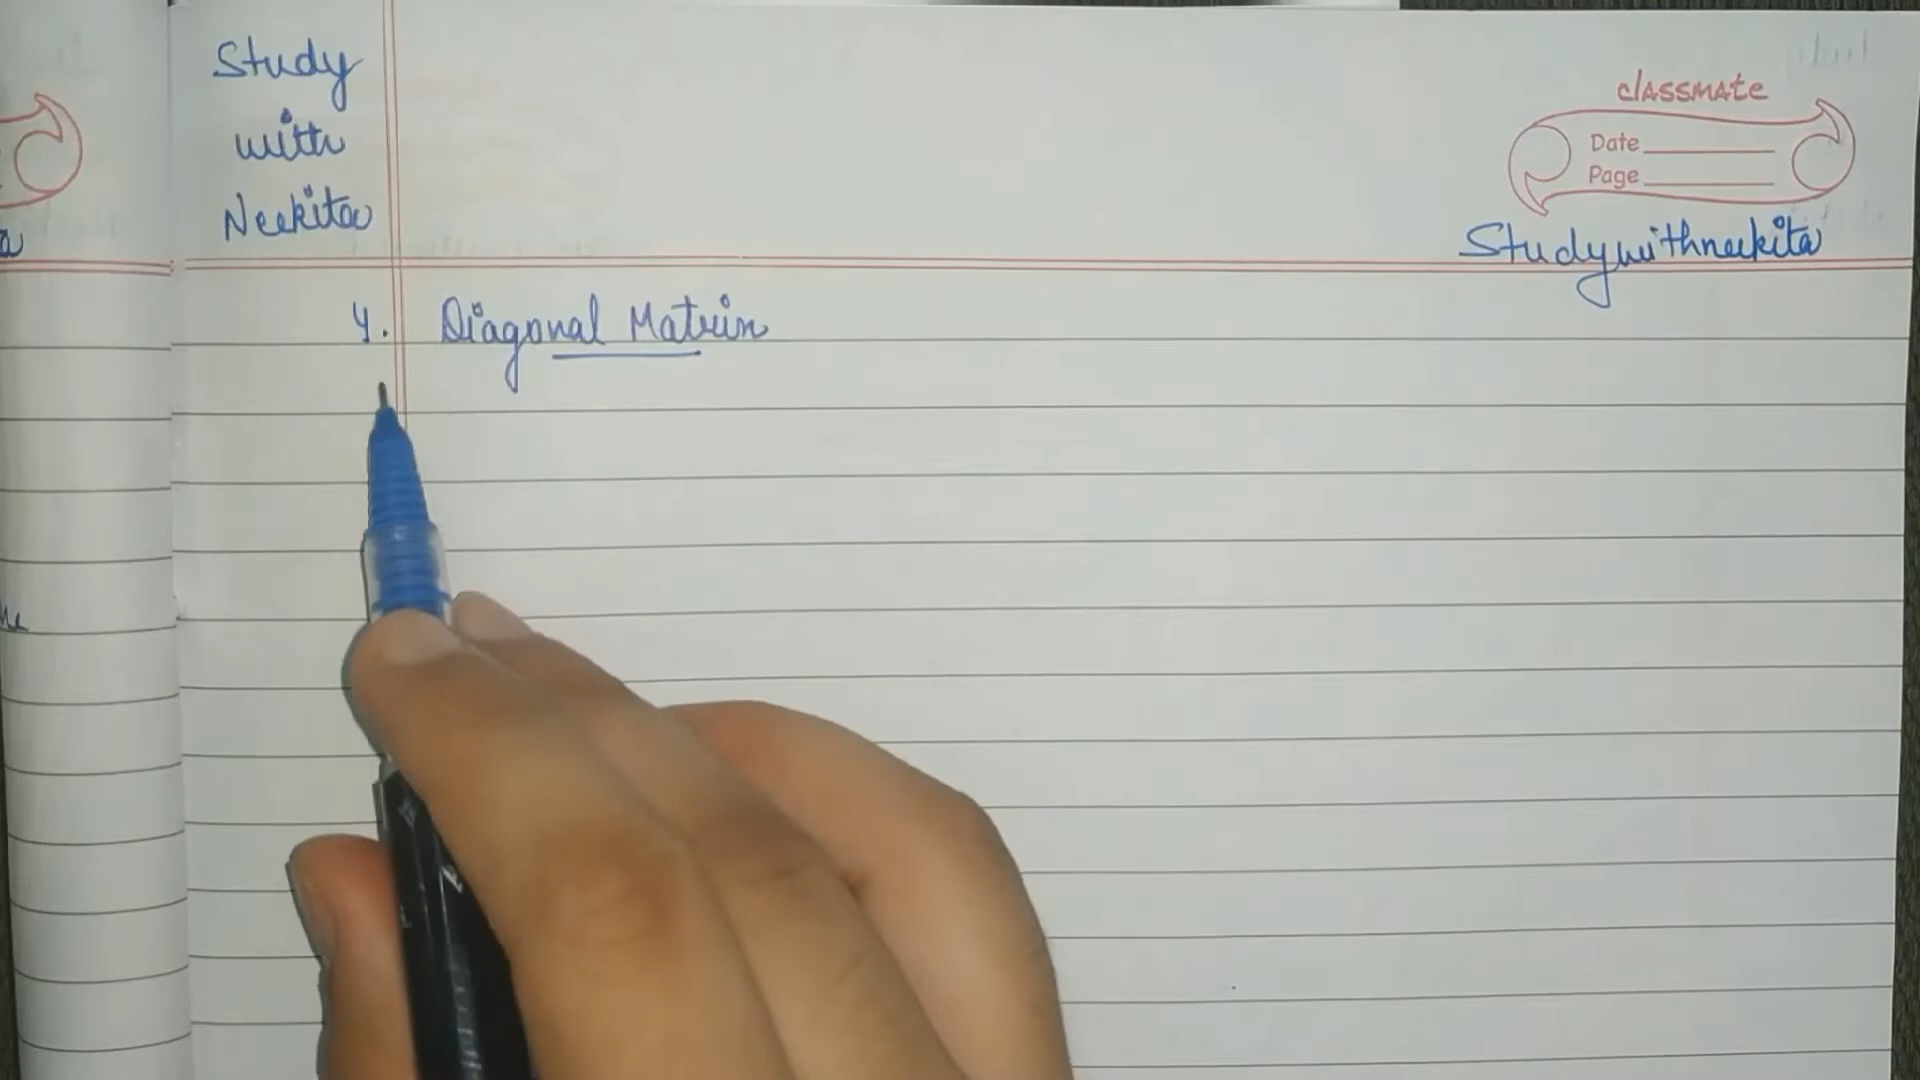 Study
with
Neekita
classmate
Date
Page
Studywithneekita
4. Diagonal Matrix